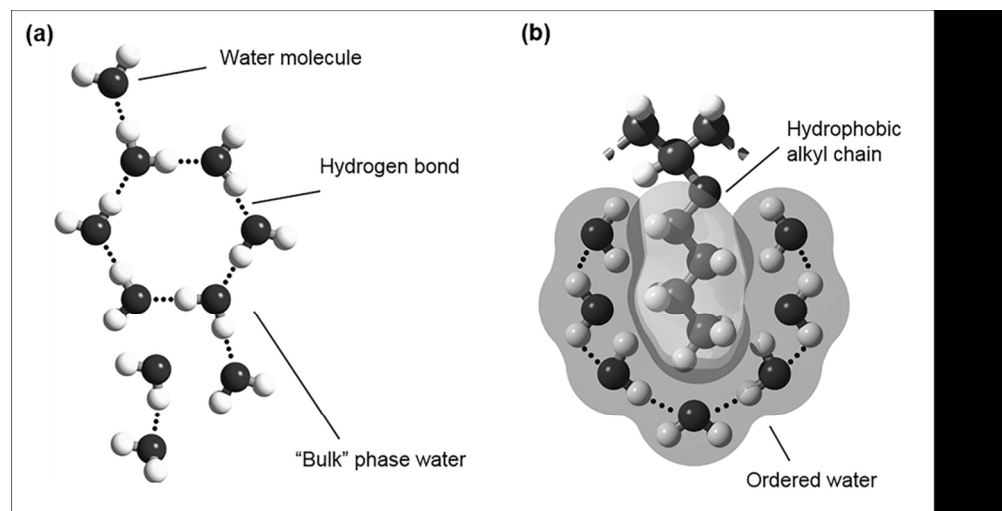 (a)
Water molecule
Hydrogen bond
“Bulk” phase water
(b)
Hydrophobic
alkyl chain
Ordered water